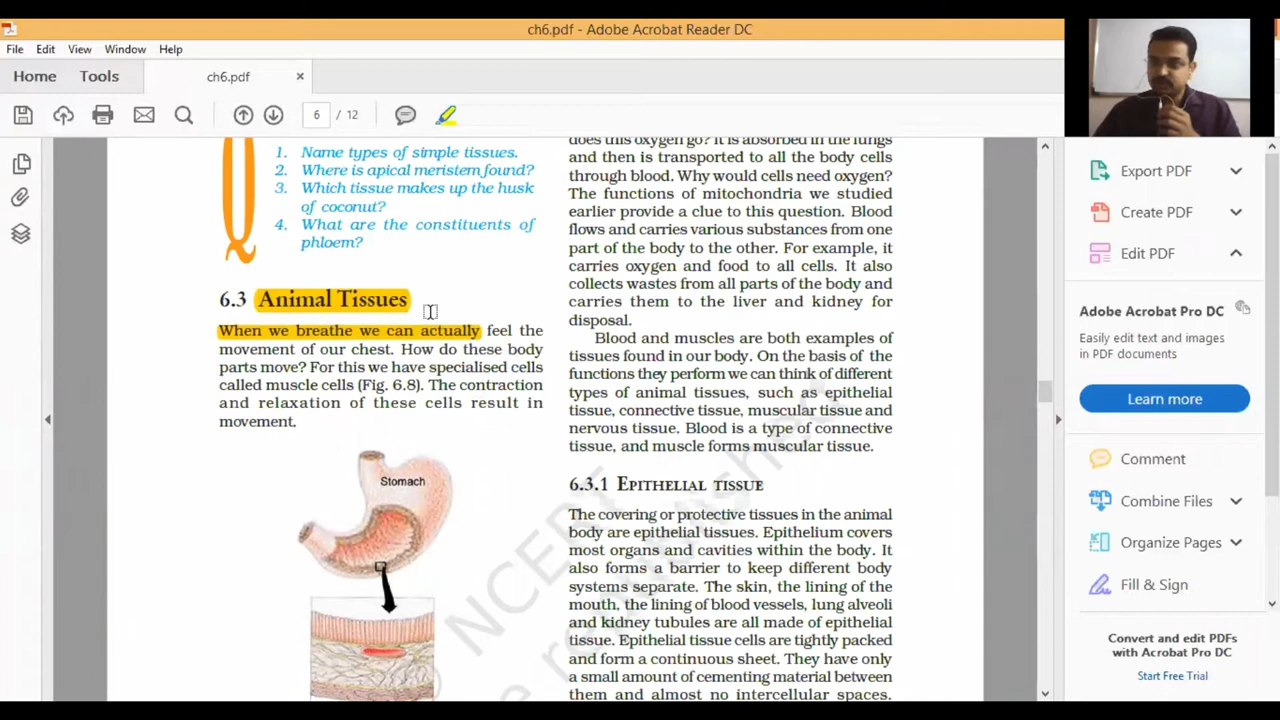 ch6.pdf - Adobe Acrobat Reader DC
File Edit View Window Help
Home Tools ch6.pdf ×
6 / 12
1. Name types of simple tissues.
2. Where is apical meristem found?
3. Which tissue makes up the husk
of coconut?
4. What are the constituents of
phloem?
Q
6.3 Animal Tissues
When we breathe we can actually feel the
movement of our chest. How do these body
parts move? For this we have specialised cells
called muscle cells (Fig. 6.8). The contraction
and relaxation of these cells result in
movement.
Stomach
does this oxygen go? It is absorbed in the lungs
and then is transported to all the body cells
through blood. Why would cells need oxygen?
The functions of mitochondria we studied
earlier provide a clue to this question. Blood
flows and carries various substances from one
part of the body to the other. For example, it
carries oxygen and food to all cells. It also
collects wastes from all parts of the body and
carries them to the liver and kidney for
disposal.
Blood and muscles are both examples of
tissues found in our body. On the basis of the
functions they perform we can think of different
types of animal tissues, such as epithelial
tissue, connective tissue, muscular tissue and
nervous tissue. Blood is a type of connective
tissue, and muscle forms muscular tissue.
6.3.1 EPITHELIAL TISSUE
The covering or protective tissues in the animal
body are epithelial tissues. Epithelium covers
most organs and cavities within the body. It
also forms a barrier to keep different body
systems separate. The skin, the lining of the
mouth, the lining of blood vessels, lung alveoli
and kidney tubules are all made of epithelial
tissue. Epithelial tissue cells are tightly packed
and form a continuous sheet. They have only
a small amount of cementing material between
them and almost no intercellular spaces.
© NCERT
republished
Export PDF
Create PDF
Edit PDF
Adobe Acrobat Pro DC
Easily edit text and images
in PDF documents
Learn more
Comment
Combine Files
Organize Pages
Fill & Sign
Convert and edit PDFs
with Acrobat Pro DC
Start Free Trial